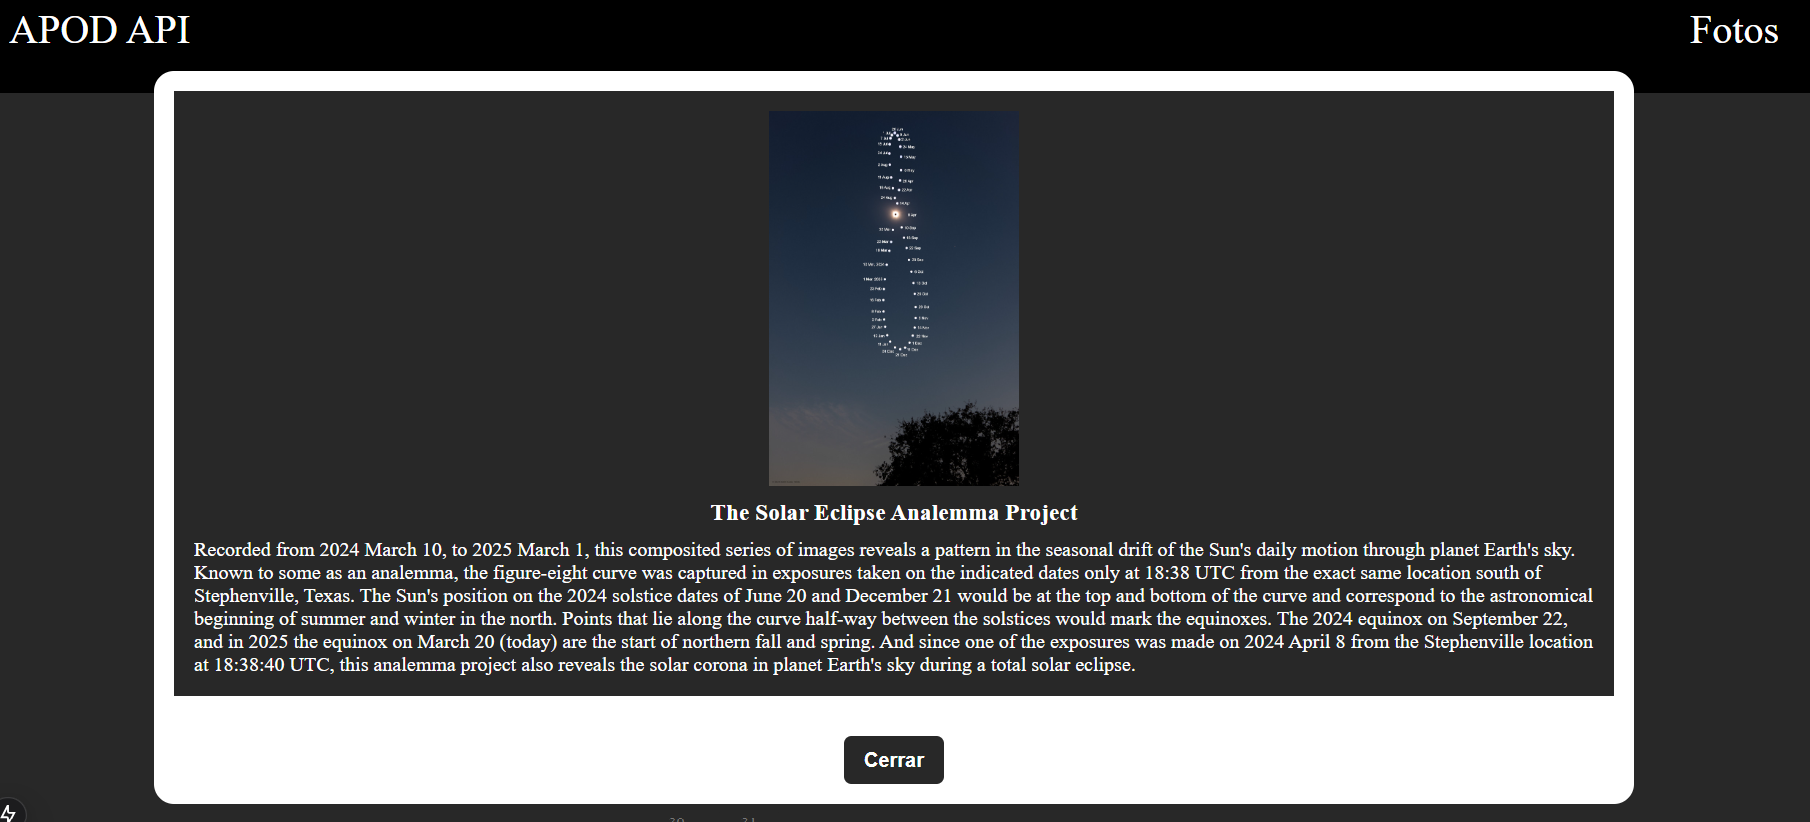 APOD API
Fotos
The Solar Eclipse Analemma Project
Recorded from 2024 March 10, to 2025 March 1, this composited series of images reveals a pattern in the seasonal drift of the Sun's daily motion through planet Earth's sky.
Known to some as an analemma, the figure-eight curve was captured in exposures taken on the indicated dates only at 18:38 UTC from the exact same location south of
Stephenville, Texas. The Sun's position on the 2024 solstice dates of June 20 and December 21 would be at the top and bottom of the curve and correspond to the astronomical
beginning of summer and winter in the north. Points that lie along the curve half-way between the solstices would mark the equinoxes. The 2024 equinox on September 22,
and in 2025 the equinox on March 20 (today) are the start of northern fall and spring. And since one of the exposures was made on 2024 April 8 from the Stephenville location
at 18:38:40 UTC, this analemma project also reveals the solar corona in planet Earth's sky during a total solar eclipse.
Cerrar